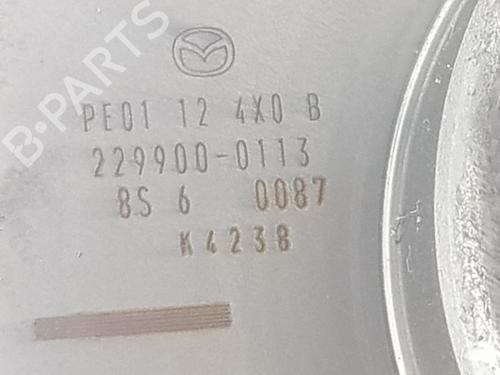 B-PARTS
PE01 12 4X0 B
229900-0113
8S 6 0087
K4238